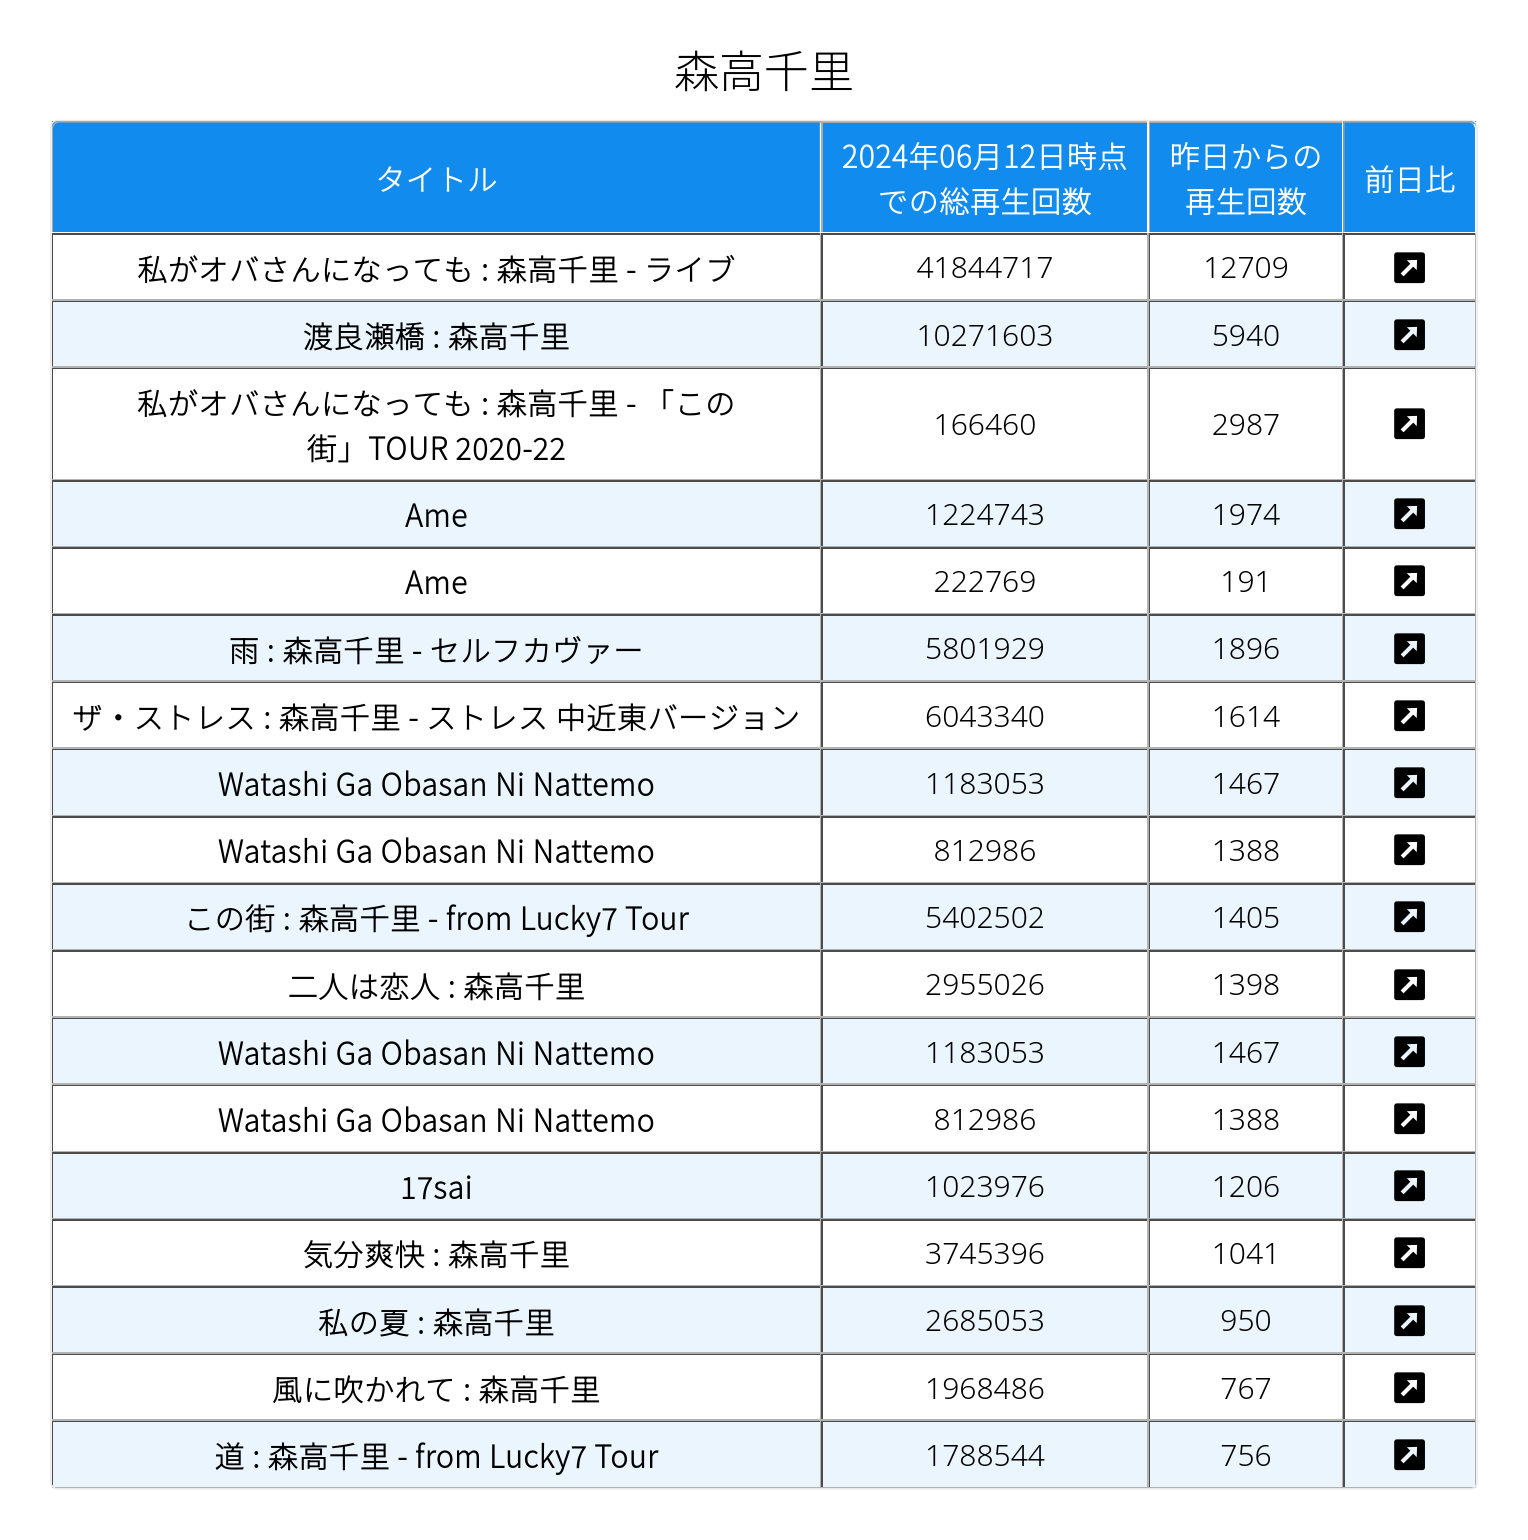 森高千里
タイトル
2024年06月12日時点
での総再生回数
昨日からの
再生回数
前日比
私がオバさんになっても : 森高千里 - ライブ 41844717 12709
渡良瀬橋 : 森高千里 10271603 5940
私がオバさんになっても : 森高千里 - 「この
街」TOUR 2020-22 166460 2987
Ame 1224743 1974
Ame 222769 191
雨 : 森高千里 - セルフカヴァー 5801929 1896
ザ・ストレス : 森高千里 - ストレス 中近東バージョン 6043340 1614
Watashi Ga Obasan Ni Nattemo 1183053 1467
Watashi Ga Obasan Ni Nattemo 812986 1388
この街 : 森高千里 - from Lucky7 Tour 5402502 1405
二人は恋人 : 森高千里 2955026 1398
Watashi Ga Obasan Ni Nattemo 1183053 1467
Watashi Ga Obasan Ni Nattemo 812986 1388
17sai 1023976 1206
気分爽快 : 森高千里 3745396 1041
私の夏 : 森高千里 2685053 950
風に吹かれて : 森高千里 1968486 767
道 : 森高千里 - from Lucky7 Tour 1788544 756